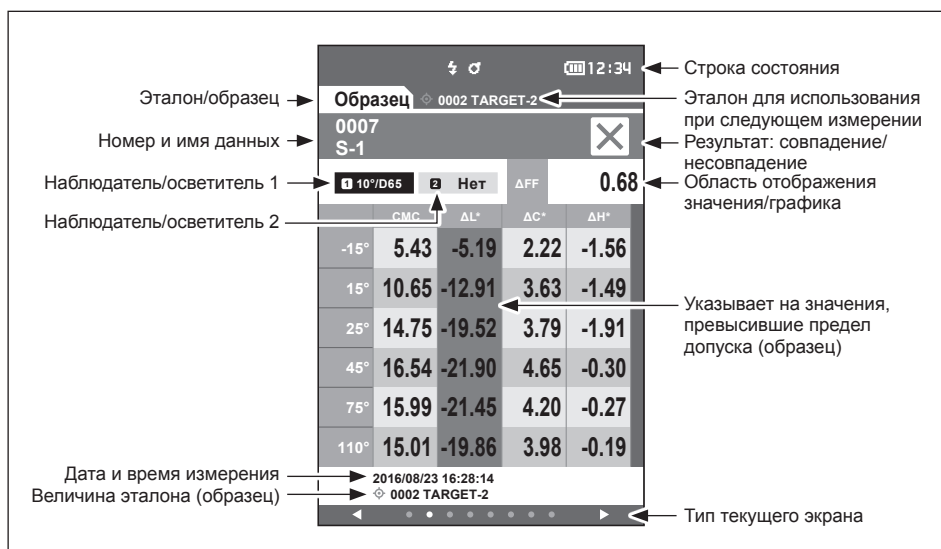 12:34
Строка состояния
Эталон/образец
Образец
0002 TARGET-2
Эталон для использования
при следующем измерении
Номер и имя данных
0007
S-1
Результат: совпадение/
несовпадение
Наблюдатель/осветитель 1
1 10°/D65
2 Нет
ΔFF
0.68
Область отображения
значения/графика
Наблюдатель/осветитель 2
CMC ΔL* ΔC* ΔH*
-15° 5.43 -5.19 2.22 -1.56
15° 10.65 -12.91 3.63 -1.49
25° 14.75 -19.52 3.79 -1.91
45° 16.54 -21.90 4.65 -0.30
75° 15.99 -21.45 4.20 -0.27
110° 15.01 -19.86 3.98 -0.19
Указывает на значения,
превысившие предел
допуска (образец)
Дата и время измерения
2016/08/23 16:28:14
Величина эталона (образец)
0002 TARGET-2
Тип текущего экрана